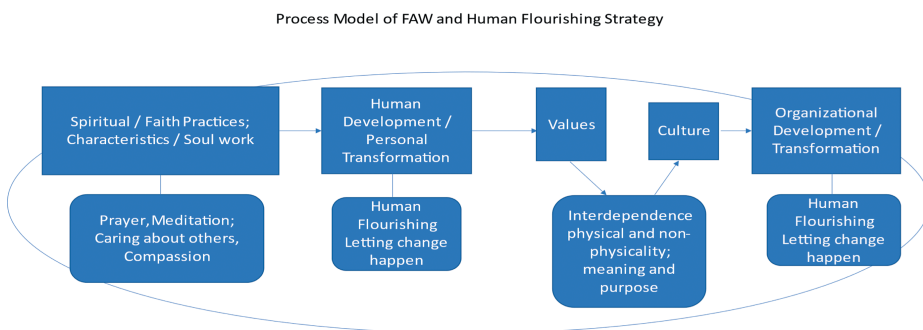 Process Model of FAW and Human Flourishing Strategy
Spiritual / Faith Practices;
Characteristics / Soul work
Human
Development /
Personal
Transformation
Values
Culture
Organizational
Development /
Transformation
Prayer, Meditation;
Caring about others,
Compassion
Human
Flourishing
Letting change
happen
Interdependence
physical and non-
physicality;
meaning and
purpose
Human
Flourishing
Letting change
happen